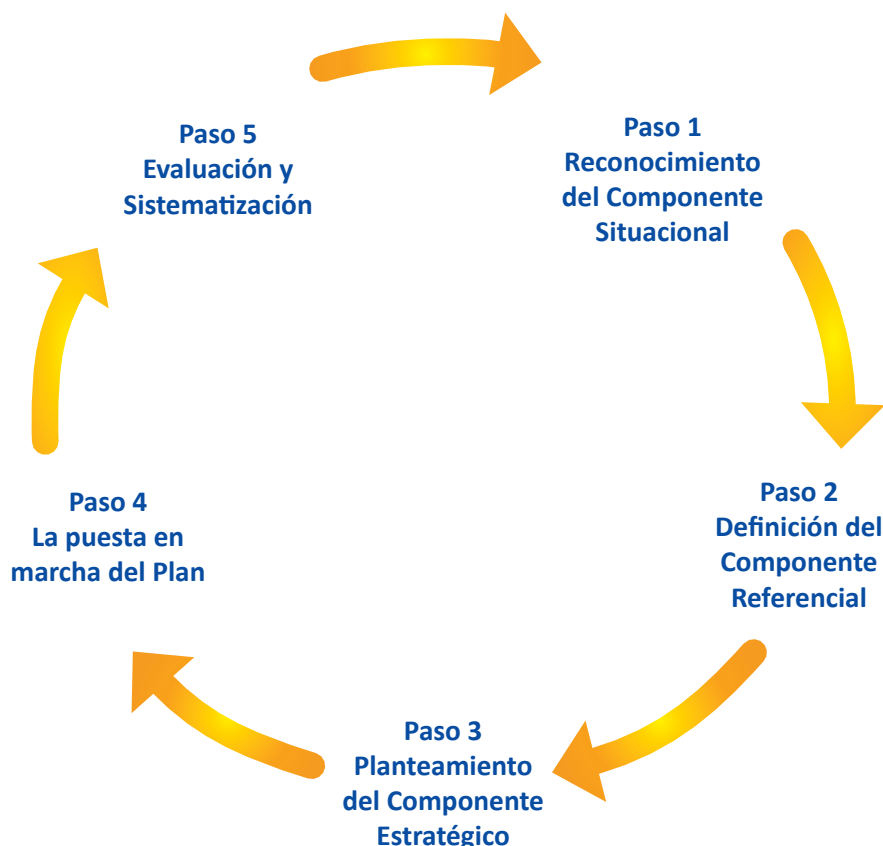 Paso 1
Reconocimiento
del Componente
Situacional
Paso 2
Definición del
Componente
Referencial
Paso 3
Planteamiento
del Componente
Estratégico
Paso 4
La puesta en
marcha del Plan
Paso 5
Evaluación y
Sistematización